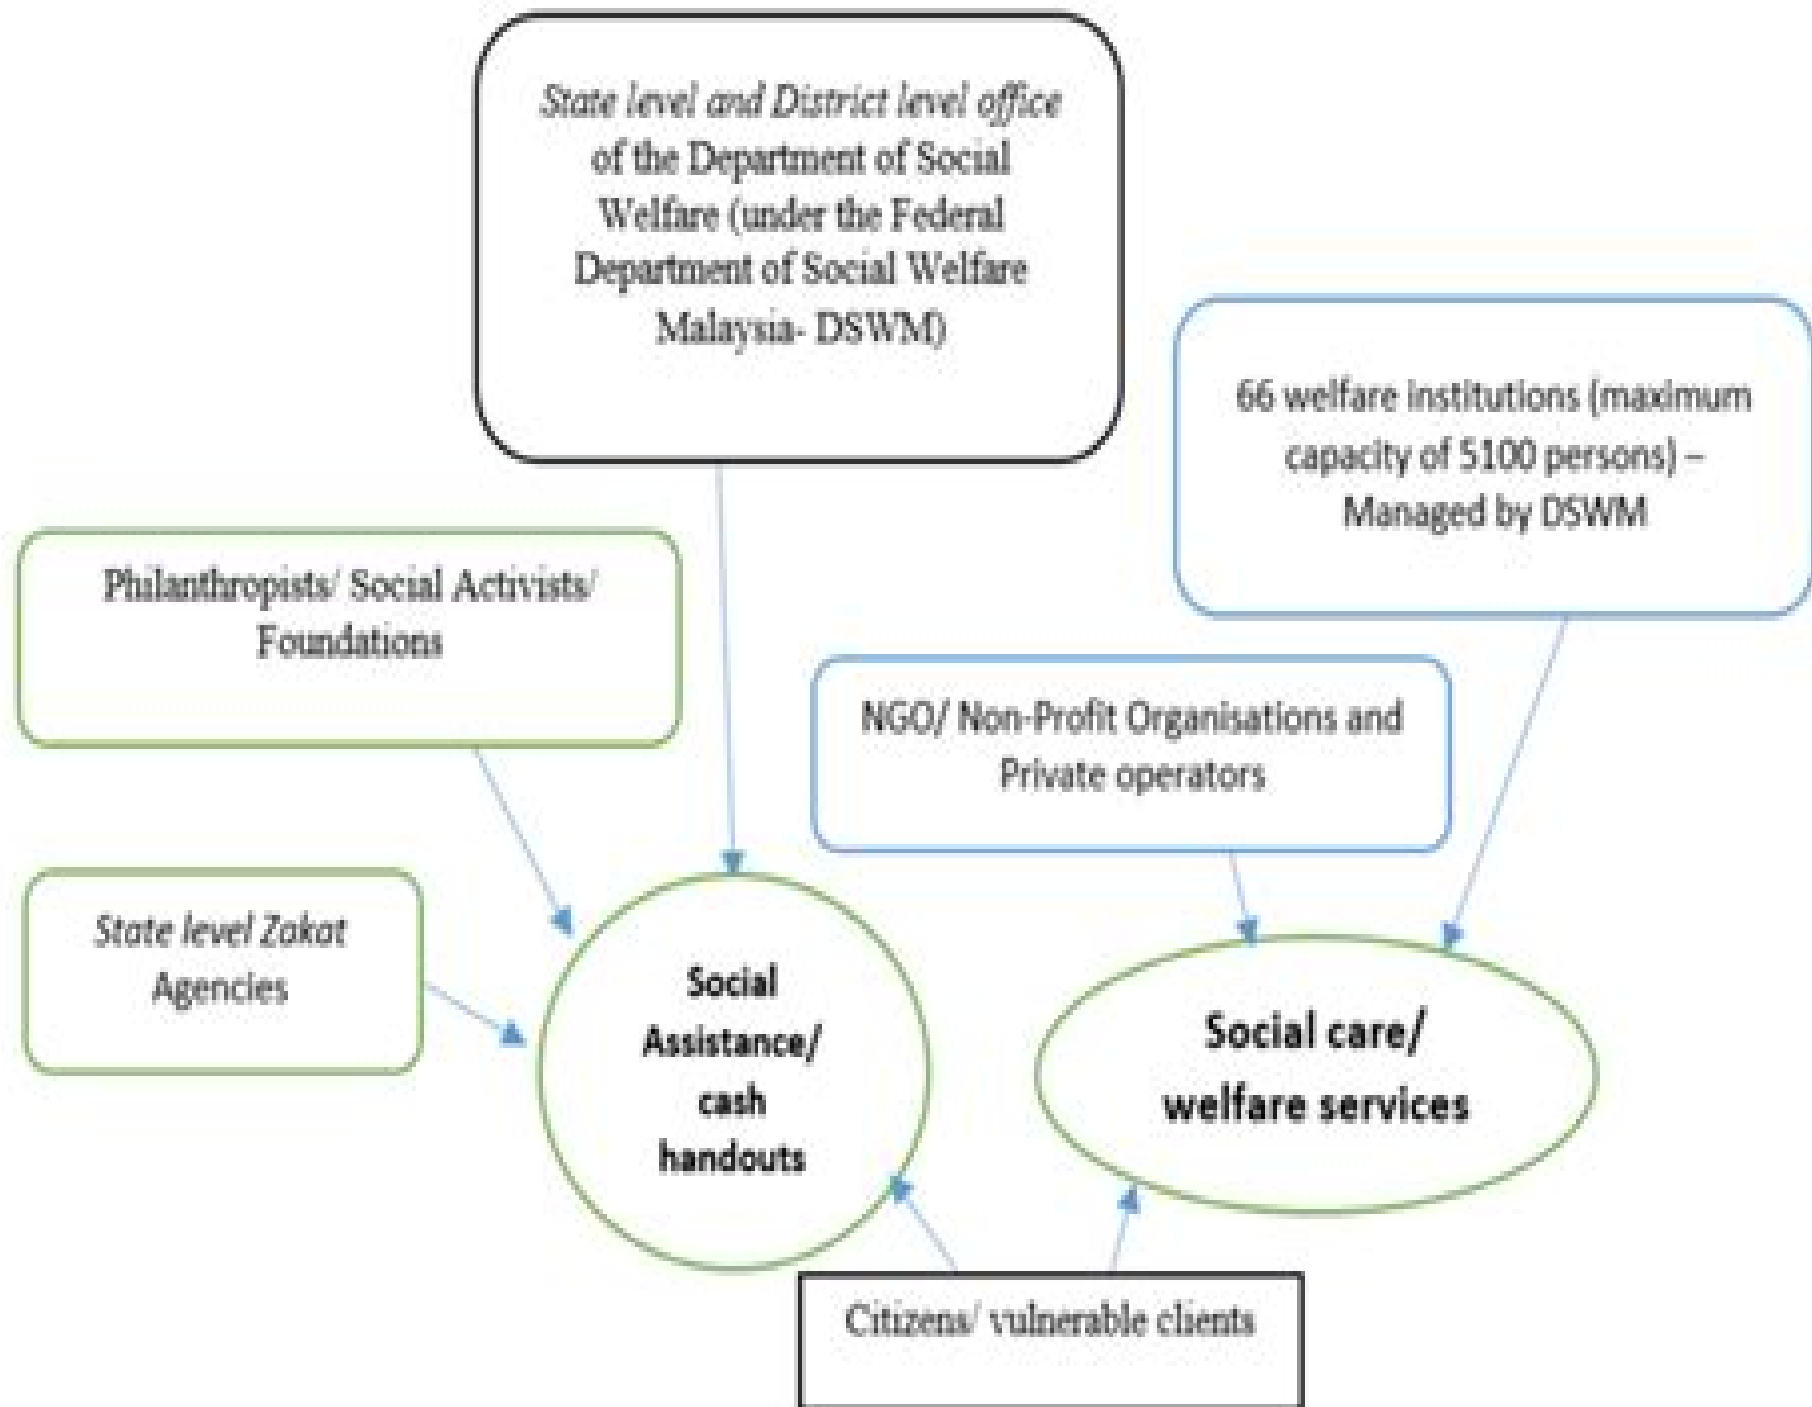 State level and District level office
of the Department of Social
Welfare (under the Federal
Department of Social Welfare
Malaysia- DSWM)
66 welfare institutions (maximum
capacity of 5100 persons) –
Managed by DSWM
Philanthropists/ Social Activists/
Foundations
NGO/ Non-Profit Organisations and
Private operators
State level Zakat
Agencies
Social
Assistance/
cash
handouts
Social care/
welfare services
Citizens/ vulnerable clients